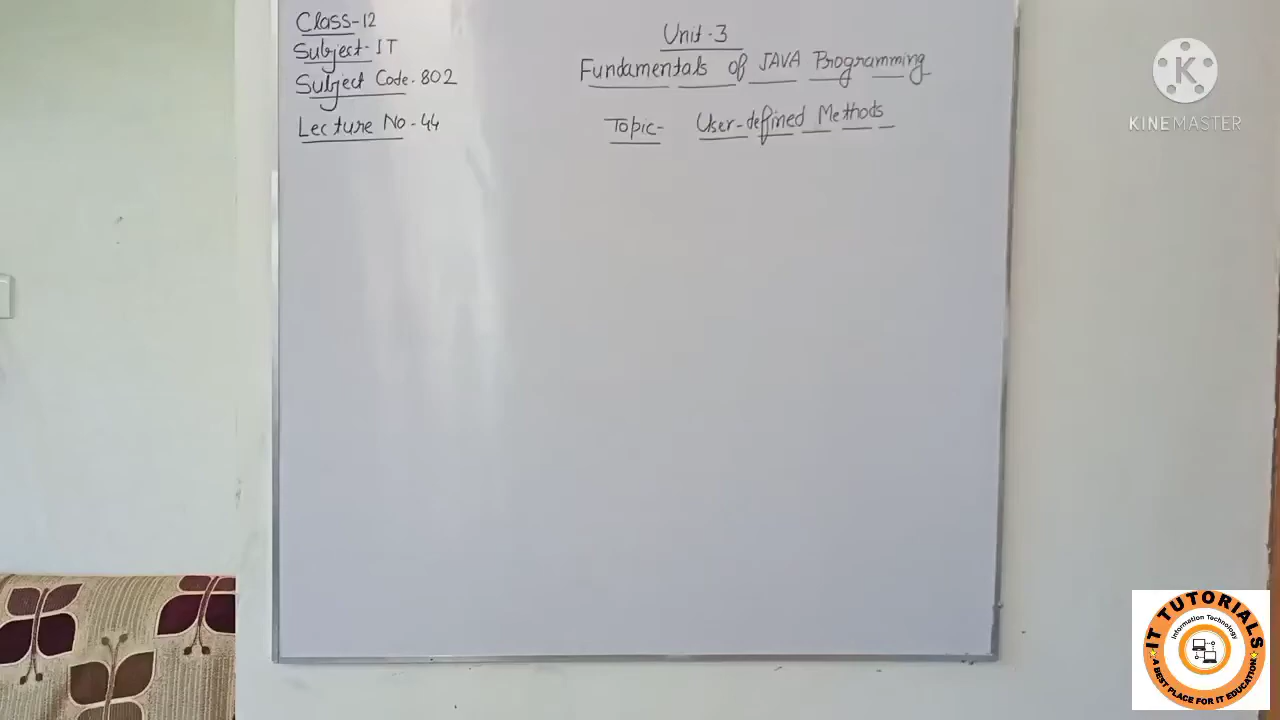 Class-12
Subject-IT
Subject Code-802
Lecture No-44
Unit-3
Fundamentals of JAVA Programming
Topic- User-defined Methods
KINEMASTER
IT TUTORIALS
Information Technology
A BEST PLACE FOR IT EDUCATION